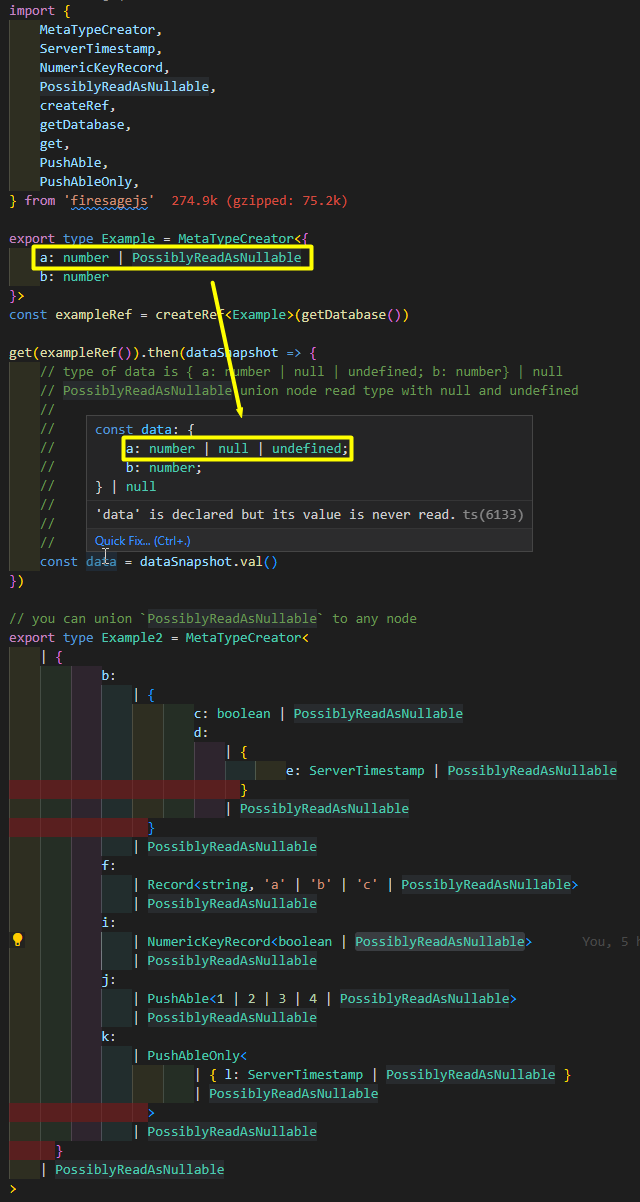 import {
    MetaTypeCreator,
    ServerTimestamp,
    NumericKeyRecord,
    PossiblyReadAsNullable,
    createRef,
    getDatabase,
    get,
    PushAble,
    PushAbleOnly,
} from 'firesagejs'  274.9k (gzipped: 75.2k)
export type Example = MetaTypeCreator<{
    a: number | PossiblyReadAsNullable
    b: number
}>
const exampleRef = createRef<Example>(getDatabase())
get(exampleRef()).then(dataSnapshot => {
    // type of data is { a: number | null | undefined; b: number} | null
    // PossiblyReadAsNullable union node read type with null and undefined
    //
    // const data: {
    // a: number | null | undefined;
    // b: number;
    // } | null
    //
    // 'data' is declared but its value is never read. ts(6133)
    // Quick Fix... (Ctrl+.)
    const data = dataSnapshot.val()
})
// you can union `PossiblyReadAsNullable` to any node
export type Example2 = MetaTypeCreator<
    | {
            b:
                | {
                        c: boolean | PossiblyReadAsNullable
                        d:
                            | {
                                    e: ServerTimestamp | PossiblyReadAsNullable
                              }
                            | PossiblyReadAsNullable
                  }
                | PossiblyReadAsNullable
            f:
                | Record<string, 'a' | 'b' | 'c' | PossiblyReadAsNullable>
                | PossiblyReadAsNullable
            i:
                | NumericKeyRecord<boolean | PossiblyReadAsNullable>      You, 5 h
                | PossiblyReadAsNullable
            j:
                | PushAble<1 | 2 | 3 | 4 | PossiblyReadAsNullable>
                | PossiblyReadAsNullable
            k:
                | PushAbleOnly<
                        | { l: ServerTimestamp | PossiblyReadAsNullable }
                        | PossiblyReadAsNullable
                  >
                | PossiblyReadAsNullable
      }
    | PossiblyReadAsNullable
>